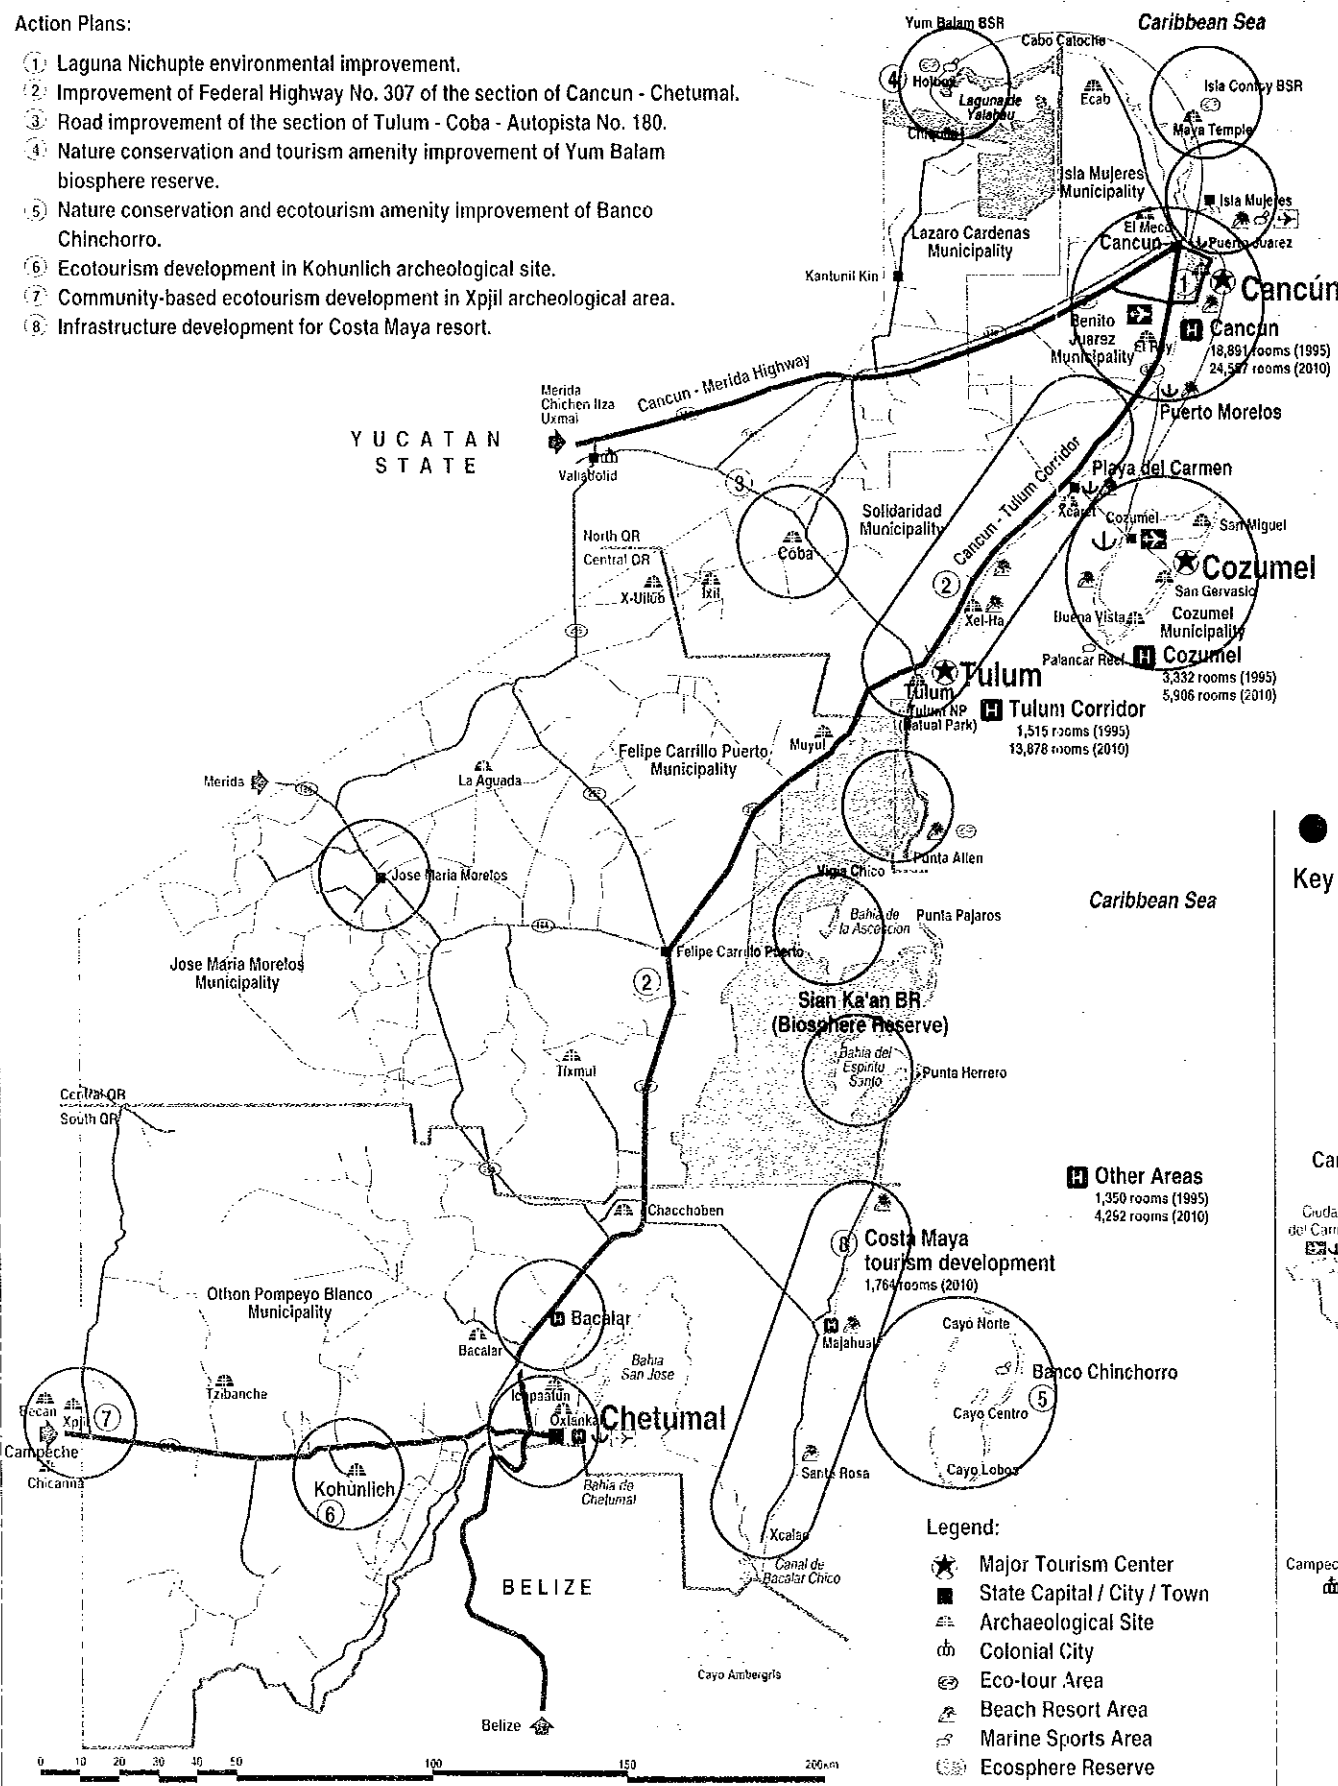 Action Plans:
1 Laguna Nichupte environmental improvement.
2 Improvement of Federal Highway No. 307 of the section of Cancun - Chetumal.
3 Road improvement of the section of Tulum - Coba - Autopista No. 180.
4 Nature conservation and tourism amenity improvement of Yum Balam
biosphere reserve.
5 Nature conservation and ecotourism amenity improvement of Banco
Chinchorro.
6 Ecotourism development in Kohunlich archeological site.
7 Community-based ecotourism development in Xpjil archeological area.
8 Infrastructure development for Costa Maya resort.
Yum Balam BSR
Caribbean Sea
Cabo Catoche
4
Holbox
Laguna de
Yalahau
Chiquila
Ecab
Isla Contoy BSR
Maya Temple
Isla Mujeres
Municipality
Isla Mujeres
El Meco
Cancun
Puerto Juarez
Lazaro Cardenas
Municipality
Kantunil Kin
1
Cancún
Benito
Juarez
Municipality
El Rey
H Cancun
18,891 rooms (1995)
rooms (2010)
Puerto Morelos
Cancun - Merida Highway
Merida
Chichen Itza
Uxmal
YUCATAN
STATE
Valladolid
3
Solidaridad
Municipality
Cancun - Tulum Corridor
Playa del Carmen
Xcaret
Cozumel
San Miguel
Coba
North QR
Central QR
X-Uilub
Ixil
2
Cozumel
San Gervasio
Xel-Ha
Buena Vista
Cozumel
Municipality
Palancar Reef
H Cozumel
3,332 rooms (1995)
5,906 rooms (2010)
Tulum
Tulum
Tulum NP
(Natual Park)
H Tulum Corridor
1,515 rooms (1995)
13,878 rooms (2010)
Muyul
Felipe Carrillo Puerto
Municipality
La Aguada
Merida
Punta Allen
Vigia Chico
Jose Maria Morelos
Key
Caribbean Sea
Bahia de
la Ascencion
Punta Pajaros
Felipe Carrillo Puerto
2
Jose Maria Morelos
Municipality
Sian Ka'an BR
(Biosphere Reserve)
Bahia del
Espiritu
Santo
Punta Herrero
Tixmul
Central QR
South QR
H Other Areas
1,350 rooms (1995)
4,292 rooms (2010)
Chacchoben
8
Costa Maya
tourism development
1,764 rooms (2010)
Othon Pompeyo Blanco
Municipality
H Bacalar
Bacalar
H
Majahual
Cayo Norte
Banco Chinchorro
5
Cayo Centro
Cayo Lobos
Bahia
San Jose
Tzibanche
Becan
Xpjil
7
Campeche
Chicanna
Oxtankah
H
Chetumal
Bahia de
Chetumal
Kohunlich
6
Santa Rosa
Xcalac
Canal de
Bacalar Chico
BELIZE
Cayo Ambergris
Belize
Legend:
Major Tourism Center
State Capital / City / Town
Archaeological Site
Colonial City
Eco-tour Area
Beach Resort Area
Marine Sports Area
Ecosphere Reserve
0 10 20 30 40 50 100 150 200km